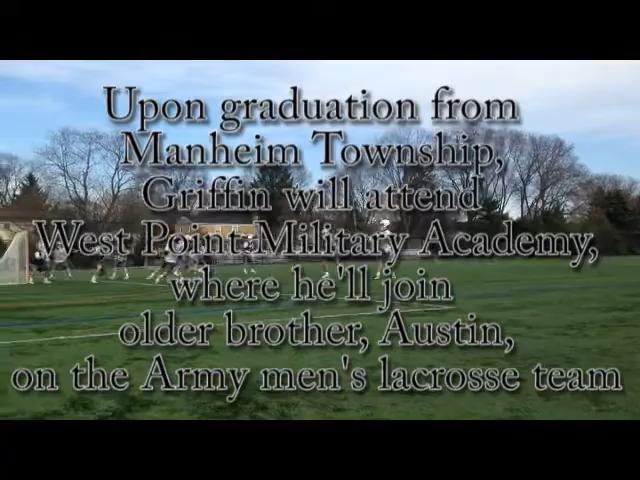 Upon graduation from
Manheim Township,
Griffin will attend
West Point Military Academy,
where he'll join
older brother, Austin,
on the Army men's lacrosse team